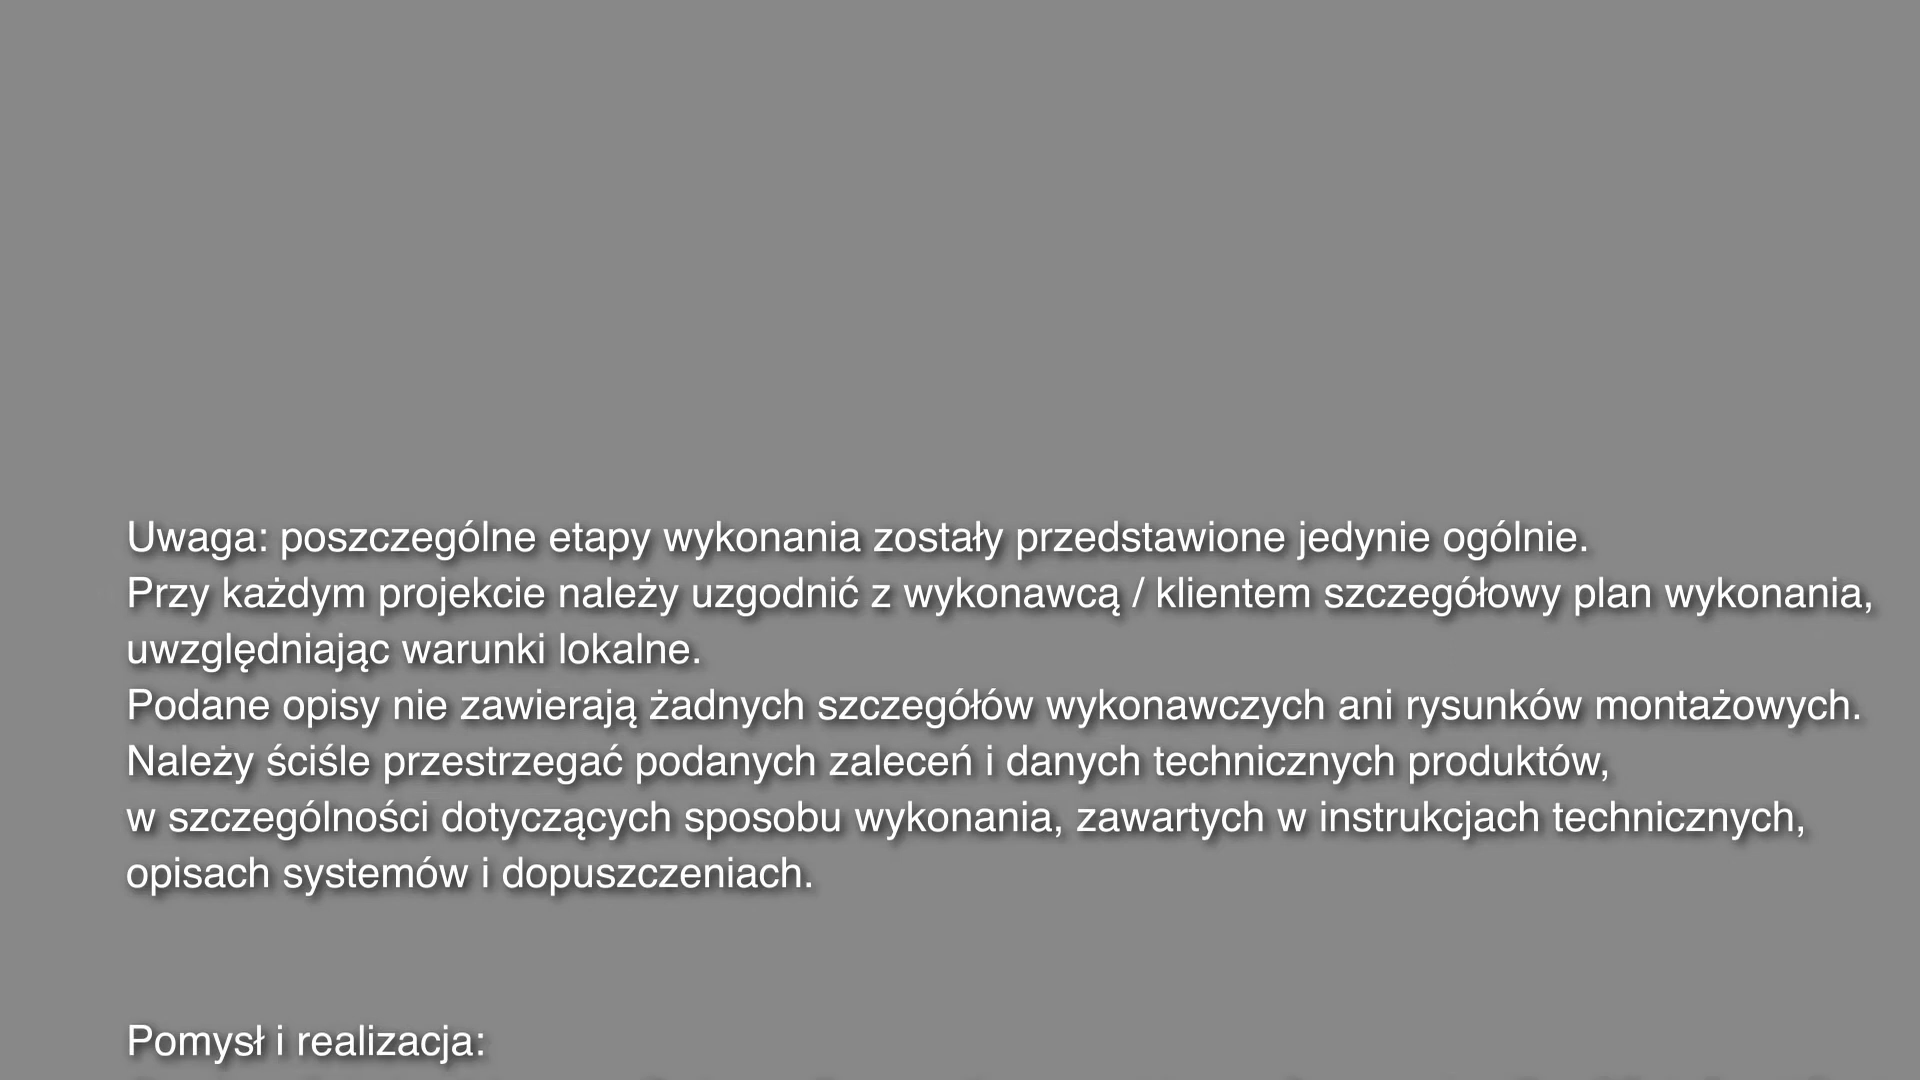 Uwaga: poszczególne etapy wykonania zostały przedstawione jedynie ogólnie.
Przy każdym projekcie należy uzgodnić z wykonawcą / klientem szczegółowy plan wykonania,
uwzględniając warunki lokalne.
Podane opisy nie zawierają żadnych szczegółów wykonawczych ani rysunków montażowych.
Należy ściśle przestrzegać podanych zaleceń i danych technicznych produktów,
w szczególności dotyczących sposobu wykonania, zawartych w instrukcjach technicznych,
opisach systemów i dopuszczeniach.
Pomysł i realizacja: